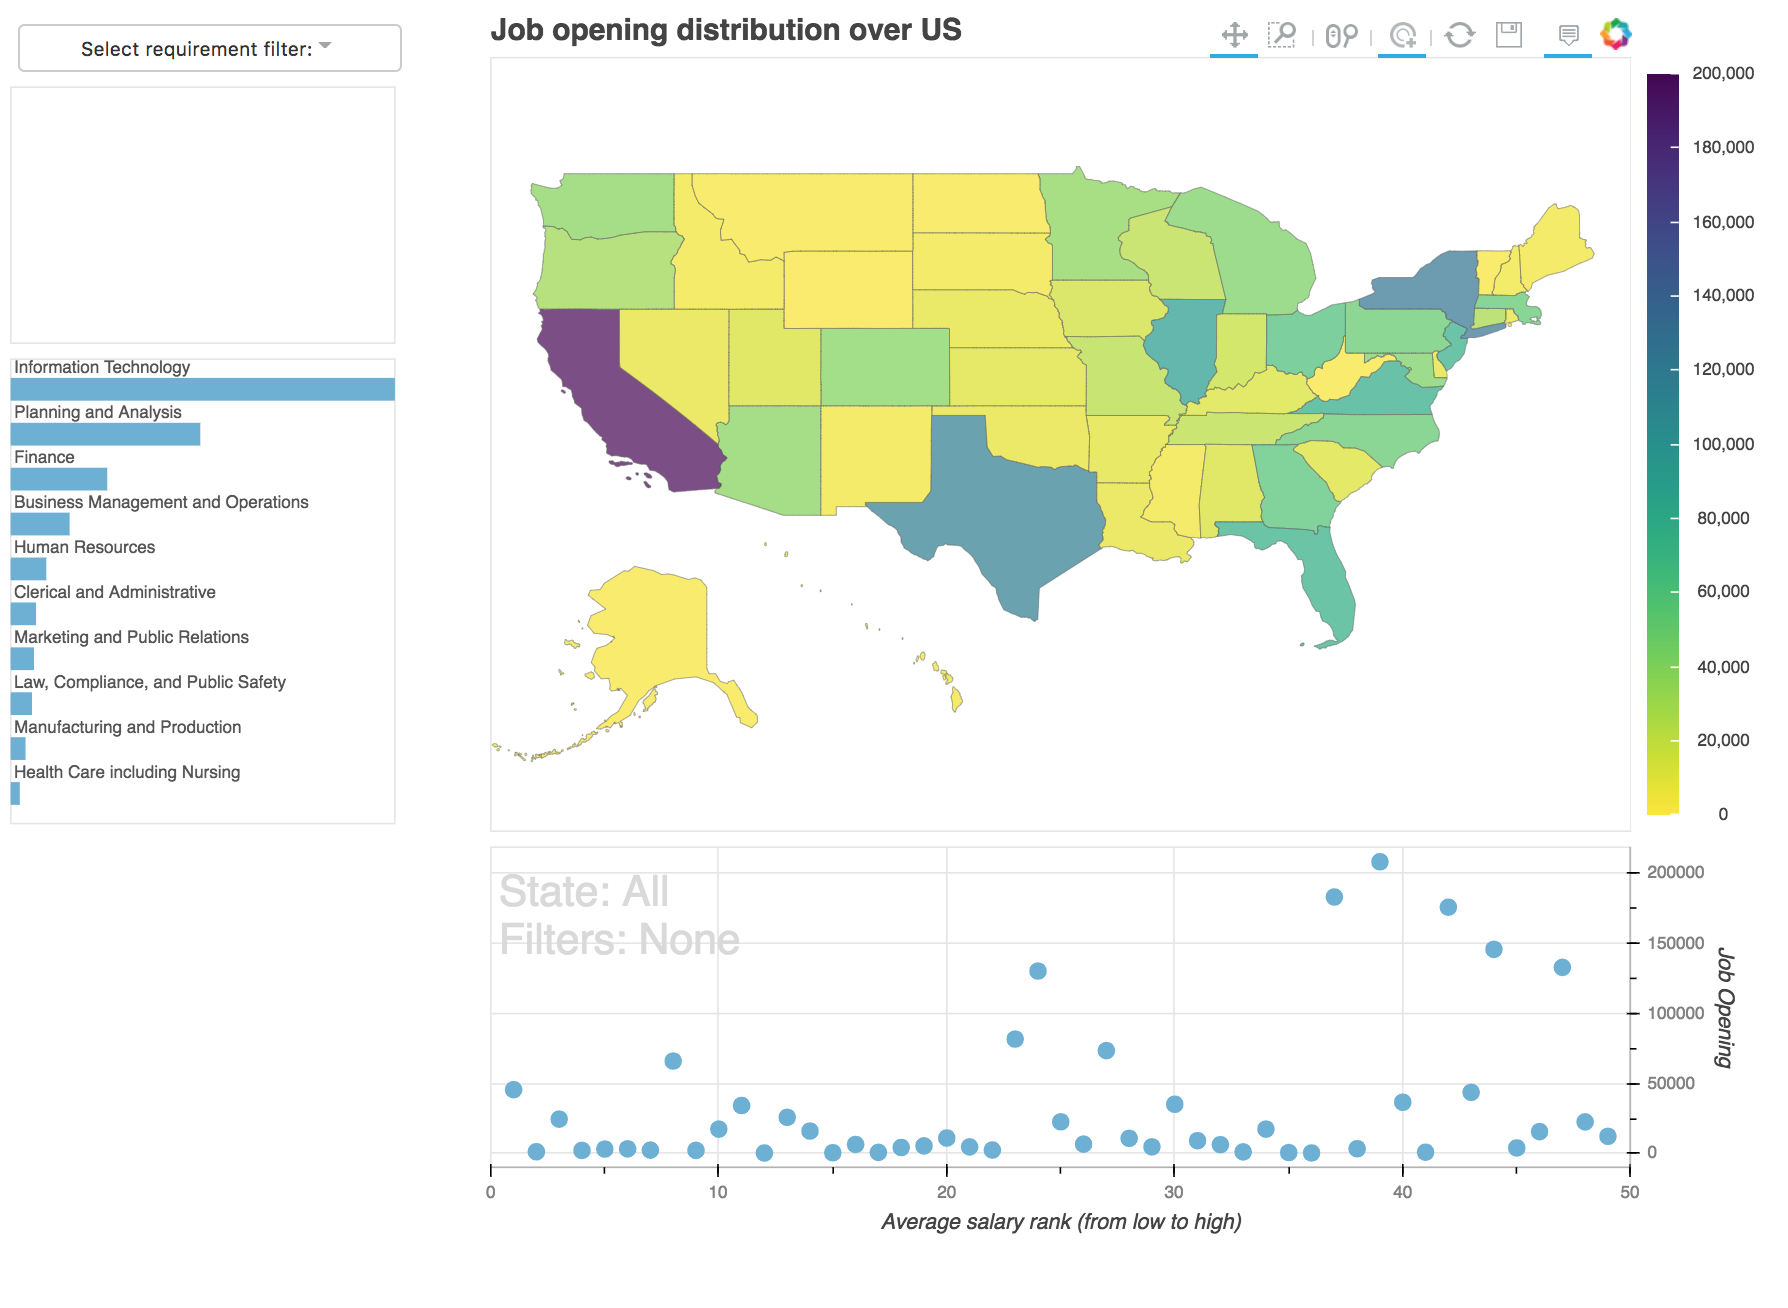 Select requirement filter:
Information Technology
Planning and Analysis
Finance
Business Management and Operations
Human Resources
Clerical and Administrative
Marketing and Public Relations
Law, Compliance, and Public Safety
Manufacturing and Production
Health Care including Nursing
Job opening distribution over US
200,000
180,000
160,000
140,000
120,000
100,000
80,000
60,000
40,000
20,000
0
State: All
Filters: None
200000
150000
100000
50000
0
Job Opening
0 10 20 30 40 50
Average salary rank (from low to high)